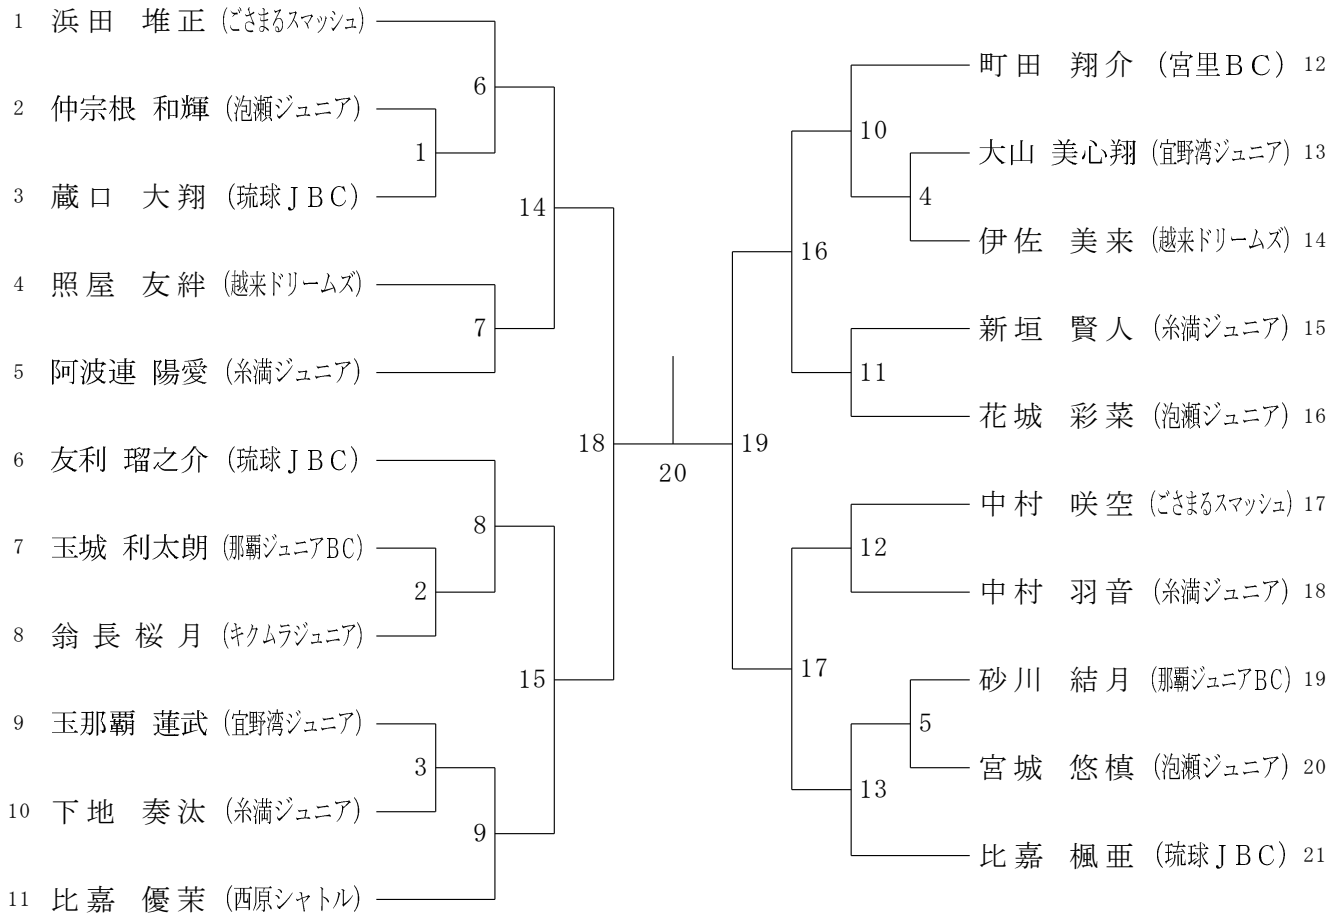 1 浜田 堆正 (ごさまるスマッシュ)
2 仲宗根 和輝 (泡瀬ジュニア)
3 蔵口 大翔 (琉球ＪＢＣ)
4 照屋 友絆 (越来ドリームズ)
5 阿波連 陽愛 (糸満ジュニア)
6 友利 瑠之介 (琉球ＪＢＣ)
7 玉城 利太朗 (那覇ジュニアBC)
8 翁長桜月 (キクムラジュニア)
9 玉那覇 蓮武 (宜野湾ジュニア)
10 下地 奏汰 (糸満ジュニア)
11 比嘉 優茉 (西原シャトル)
6
1
14
7
18
8
2
15
3
9
20
19
16
10
4
11
17
12
5
13
町田 翔介 (宮里ＢＣ) 12
大山 美心翔 (宜野湾ジュニア) 13
伊佐 美来 (越来ドリームズ) 14
新垣 賢人 (糸満ジュニア) 15
花城 彩菜 (泡瀬ジュニア) 16
中村 咲空 (ごさまるスマッシュ) 17
中村 羽音 (糸満ジュニア) 18
砂川 結月 (那覇ジュニアBC) 19
宮城 悠槙 (泡瀬ジュニア) 20
比嘉 楓亜 (琉球ＪＢＣ) 21